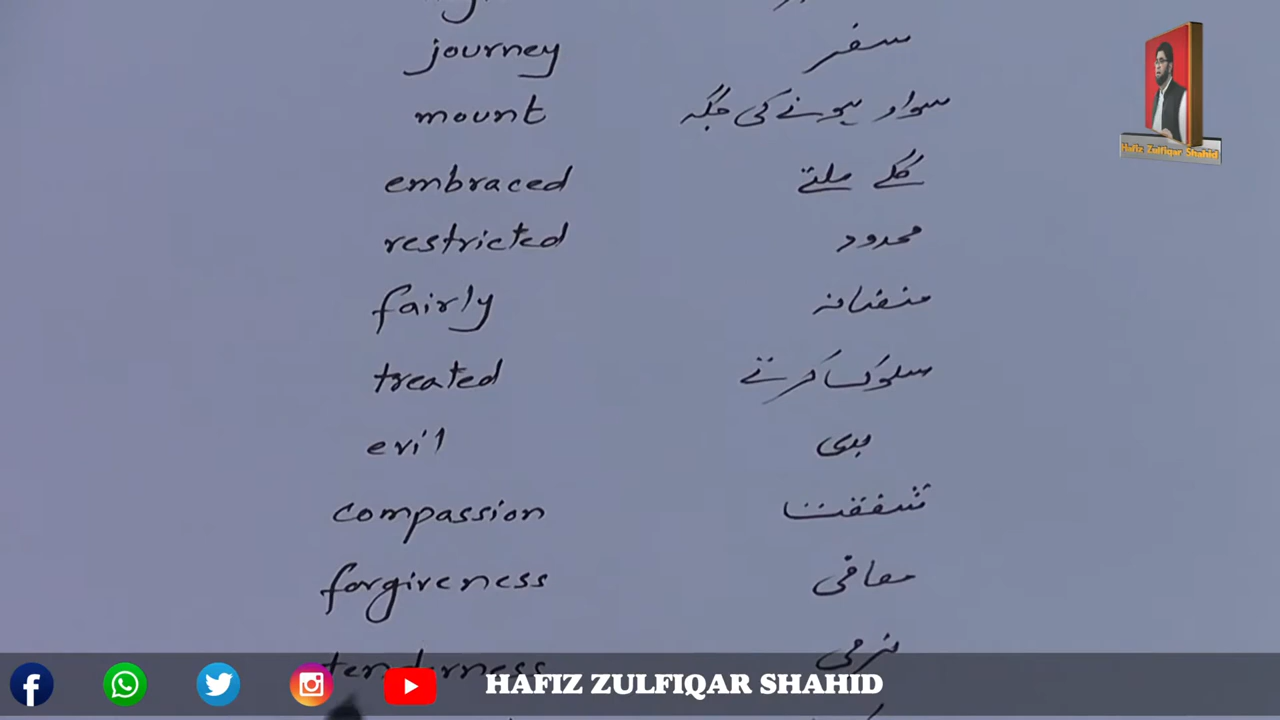 journey سفر
mount سوار ہونے کی جگہ
embraced گلے ملتے
restricted محدود
fairly منصفانہ
treated سلوک کرتے
evil بدی
compassion شفقت
forgiveness معافی
tenderness نرمی
Hafiz Zulfiqar Shahid
HAFIZ ZULFIQAR SHAHID